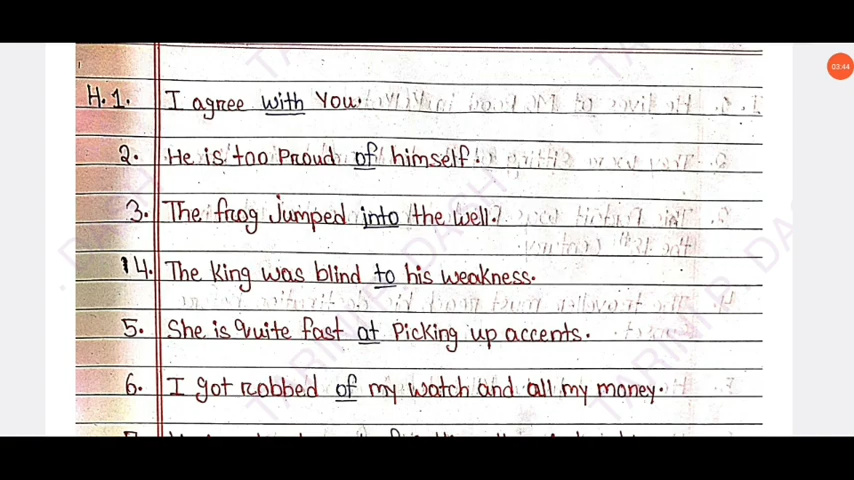 03:44
H. 1. I agree with You.
2. He is too Proud of himself.
3. The frog Jumped into the well.
14. The King was blind to his weakness.
5. She is quite fast at Picking up accents.
6. I got robbed of my watch and all my money.